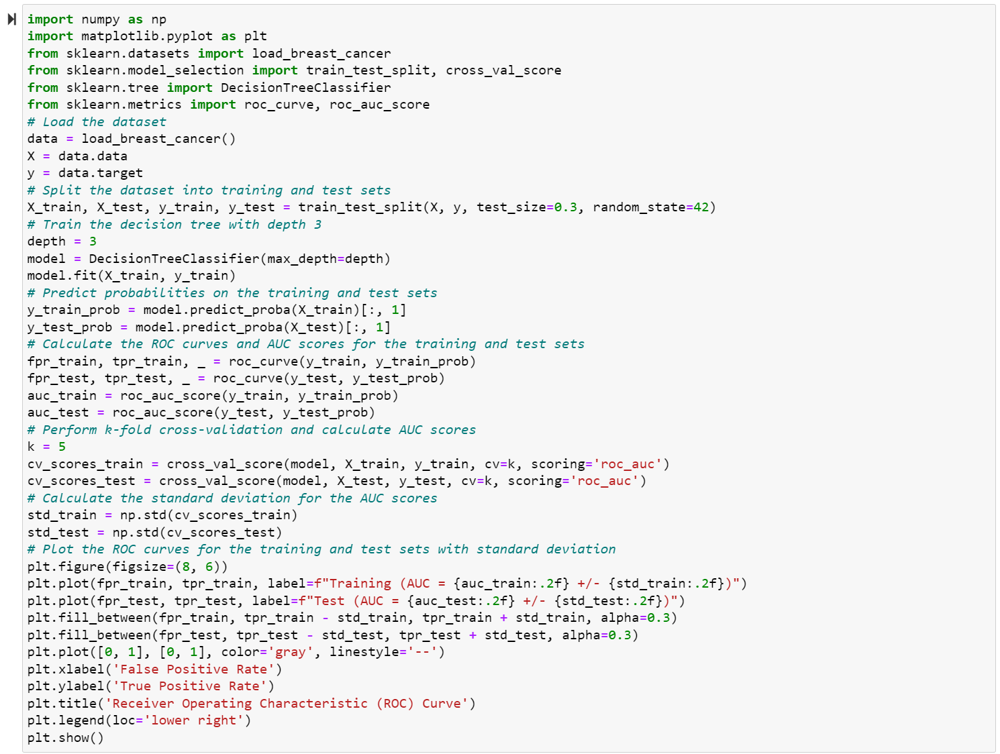 import numpy as np
import matplotlib.pyplot as plt
from sklearn.datasets import load_breast_cancer
from sklearn.model_selection import train_test_split, cross_val_score
from sklearn.tree import DecisionTreeClassifier
from sklearn.metrics import roc_curve, roc_auc_score
# Load the dataset
data = load_breast_cancer()
X = data.data
y = data.target
# Split the dataset into training and test sets
X_train, X_test, y_train, y_test = train_test_split(X, y, test_size=0.3, random_state=42)
# Train the decision tree with depth 3
depth = 3
model = DecisionTreeClassifier(max_depth=depth)
model.fit(X_train, y_train)
# Predict probabilities on the training and test sets
y_train_prob = model.predict_proba(X_train)[:, 1]
y_test_prob = model.predict_proba(X_test)[:, 1]
# Calculate the ROC curves and AUC scores for the training and test sets
fpr_train, tpr_train, _ = roc_curve(y_train, y_train_prob)
fpr_test, tpr_test, _ = roc_curve(y_test, y_test_prob)
auc_train = roc_auc_score(y_train, y_train_prob)
auc_test = roc_auc_score(y_test, y_test_prob)
# Perform k-fold cross-validation and calculate AUC scores
k = 5
cv_scores_train = cross_val_score(model, X_train, y_train, cv=k, scoring='roc_auc')
cv_scores_test = cross_val_score(model, X_test, y_test, cv=k, scoring='roc_auc')
# Calculate the standard deviation for the AUC scores
std_train = np.std(cv_scores_train)
std_test = np.std(cv_scores_test)
# Plot the ROC curves for the training and test sets with standard deviation
plt.figure(figsize=(8, 6))
plt.plot(fpr_train, tpr_train, label=f"Training (AUC = {auc_train:.2f} +/- {std_train:.2f})")
plt.plot(fpr_test, tpr_test, label=f"Test (AUC = {auc_test:.2f} +/- {std_test:.2f})")
plt.fill_between(fpr_train, tpr_train - std_train, tpr_train + std_train, alpha=0.3)
plt.fill_between(fpr_test, tpr_test - std_test, tpr_test + std_test, alpha=0.3)
plt.plot([0, 1], [0, 1], color='gray', linestyle='--')
plt.xlabel('False Positive Rate')
plt.ylabel('True Positive Rate')
plt.title('Receiver Operating Characteristic (ROC) Curve')
plt.legend(loc='lower right')
plt.show()